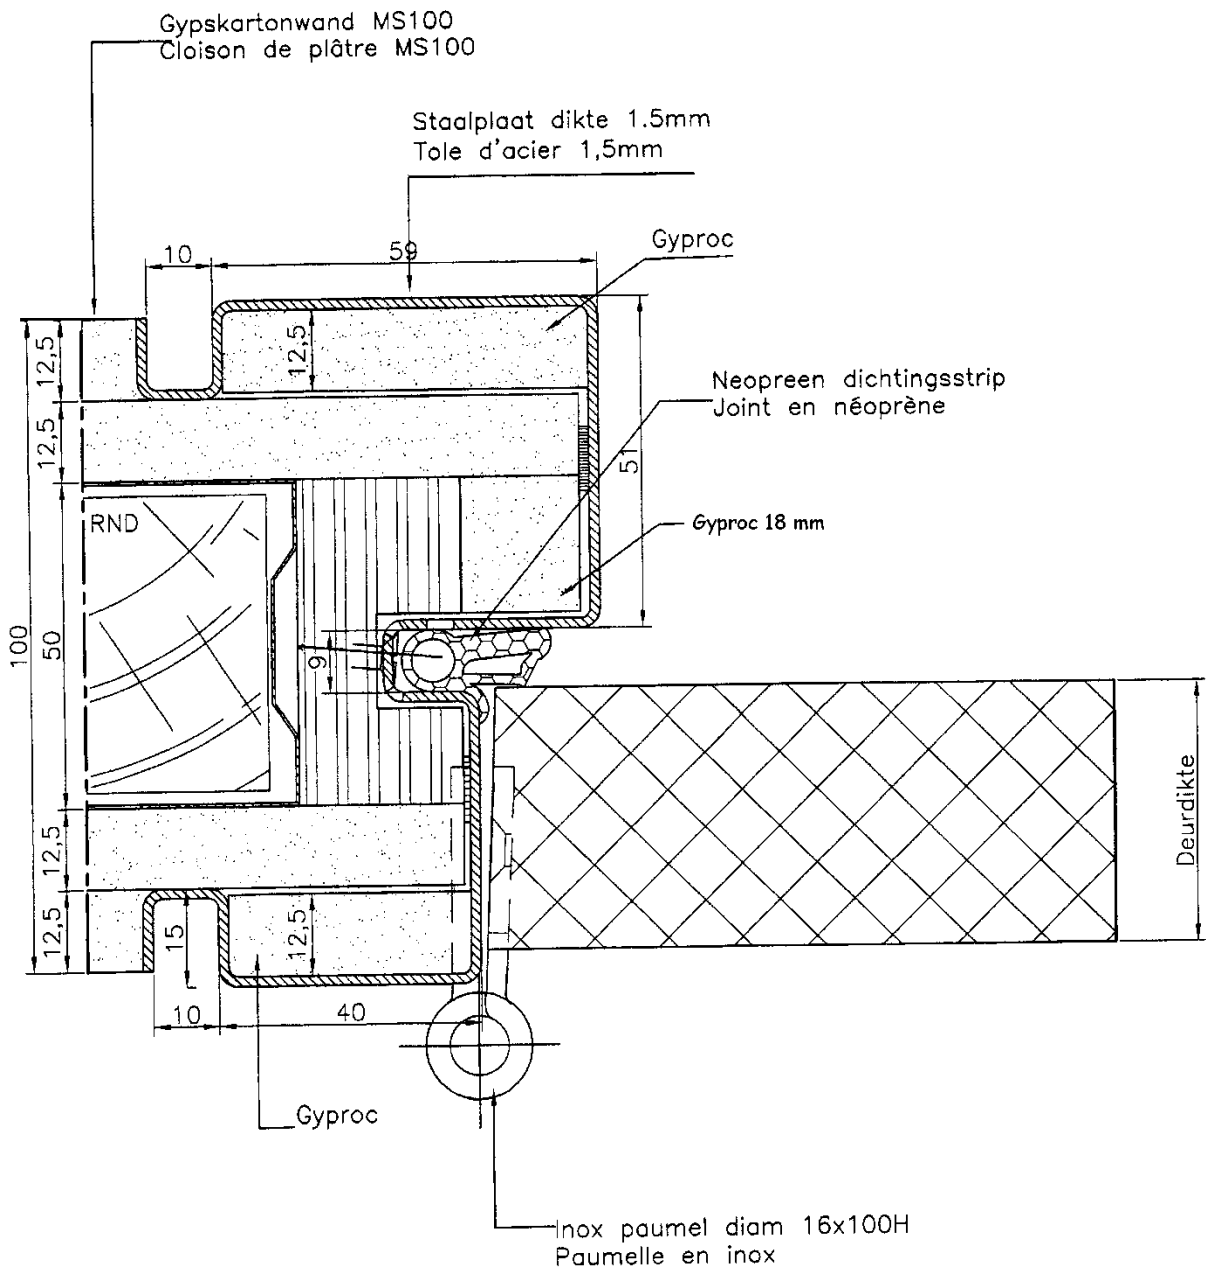 Gypskartonwand MS100
Cloison de plâtre MS100
Staalplaat dikte 1.5mm
Tole d'acier 1,5mm
Gyproc
10
59
12,5
12,5
12,5
51
Neopreen dichtingsstrip
Joint en néoprène
RND
Gyproc 18 mm
100
50
9
Deurdikte
12,5
12,5
15
12,5
10
40
Gyproc
Inox paumel diam 16x100H
Paumelle en inox